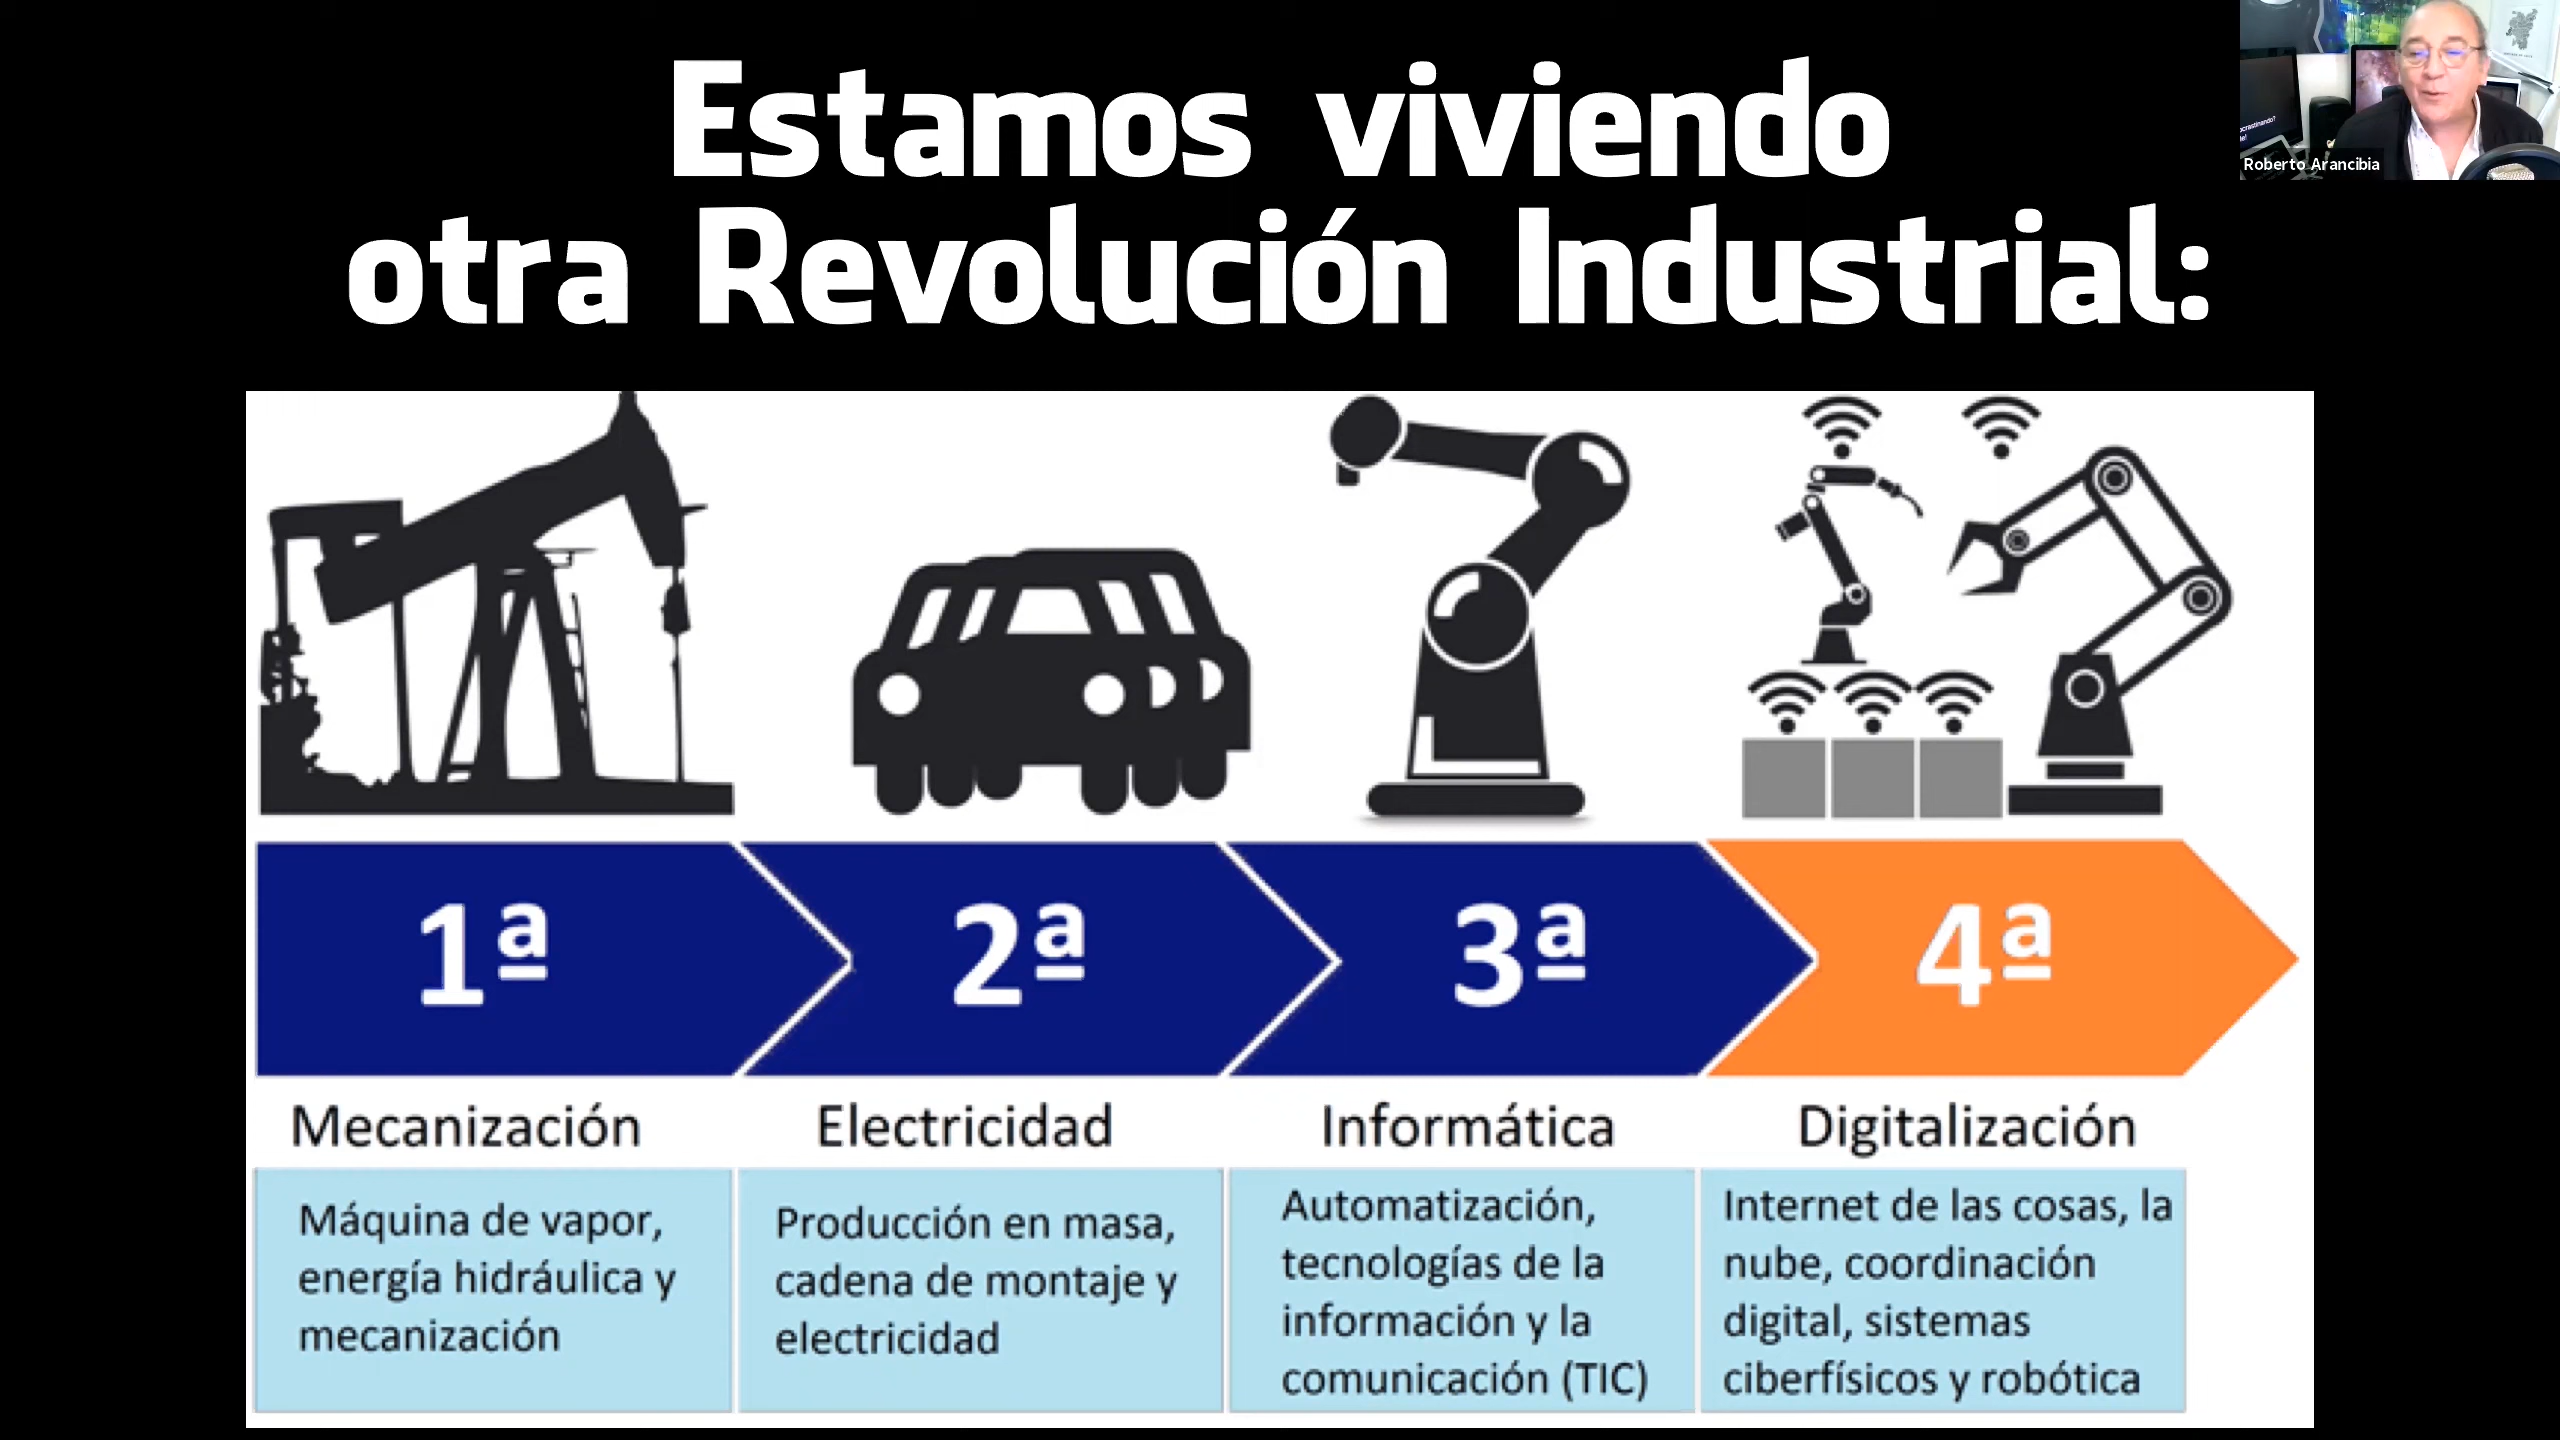 Estamos viviendo
otra Revolución Industrial:
Roberto Arancibia
1ª
2ª
3ª
4ª
Mecanización
Electricidad
Informática
Digitalización
Máquina de vapor,
energía hidráulica y
mecanización
Producción en masa,
cadena de montaje y
electricidad
Automatización,
tecnologías de la
información y la
comunicación (TIC)
Internet de las cosas, la
nube, coordinación
digital, sistemas
ciberfísicos y robótica